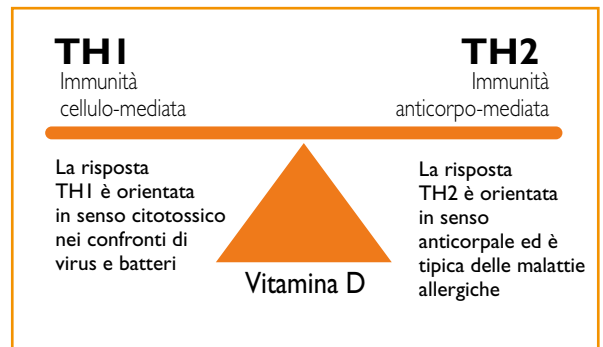 TH1
Immunità
cellulo-mediata
TH2
Immunità
anticorpo-mediata
La risposta
TH1 è orientata
in senso citotossico
nei confronti di
virus e batteri
Vitamina D
La risposta
TH2 è orientata
in senso
anticorpale ed è
tipica delle malattie
allergiche